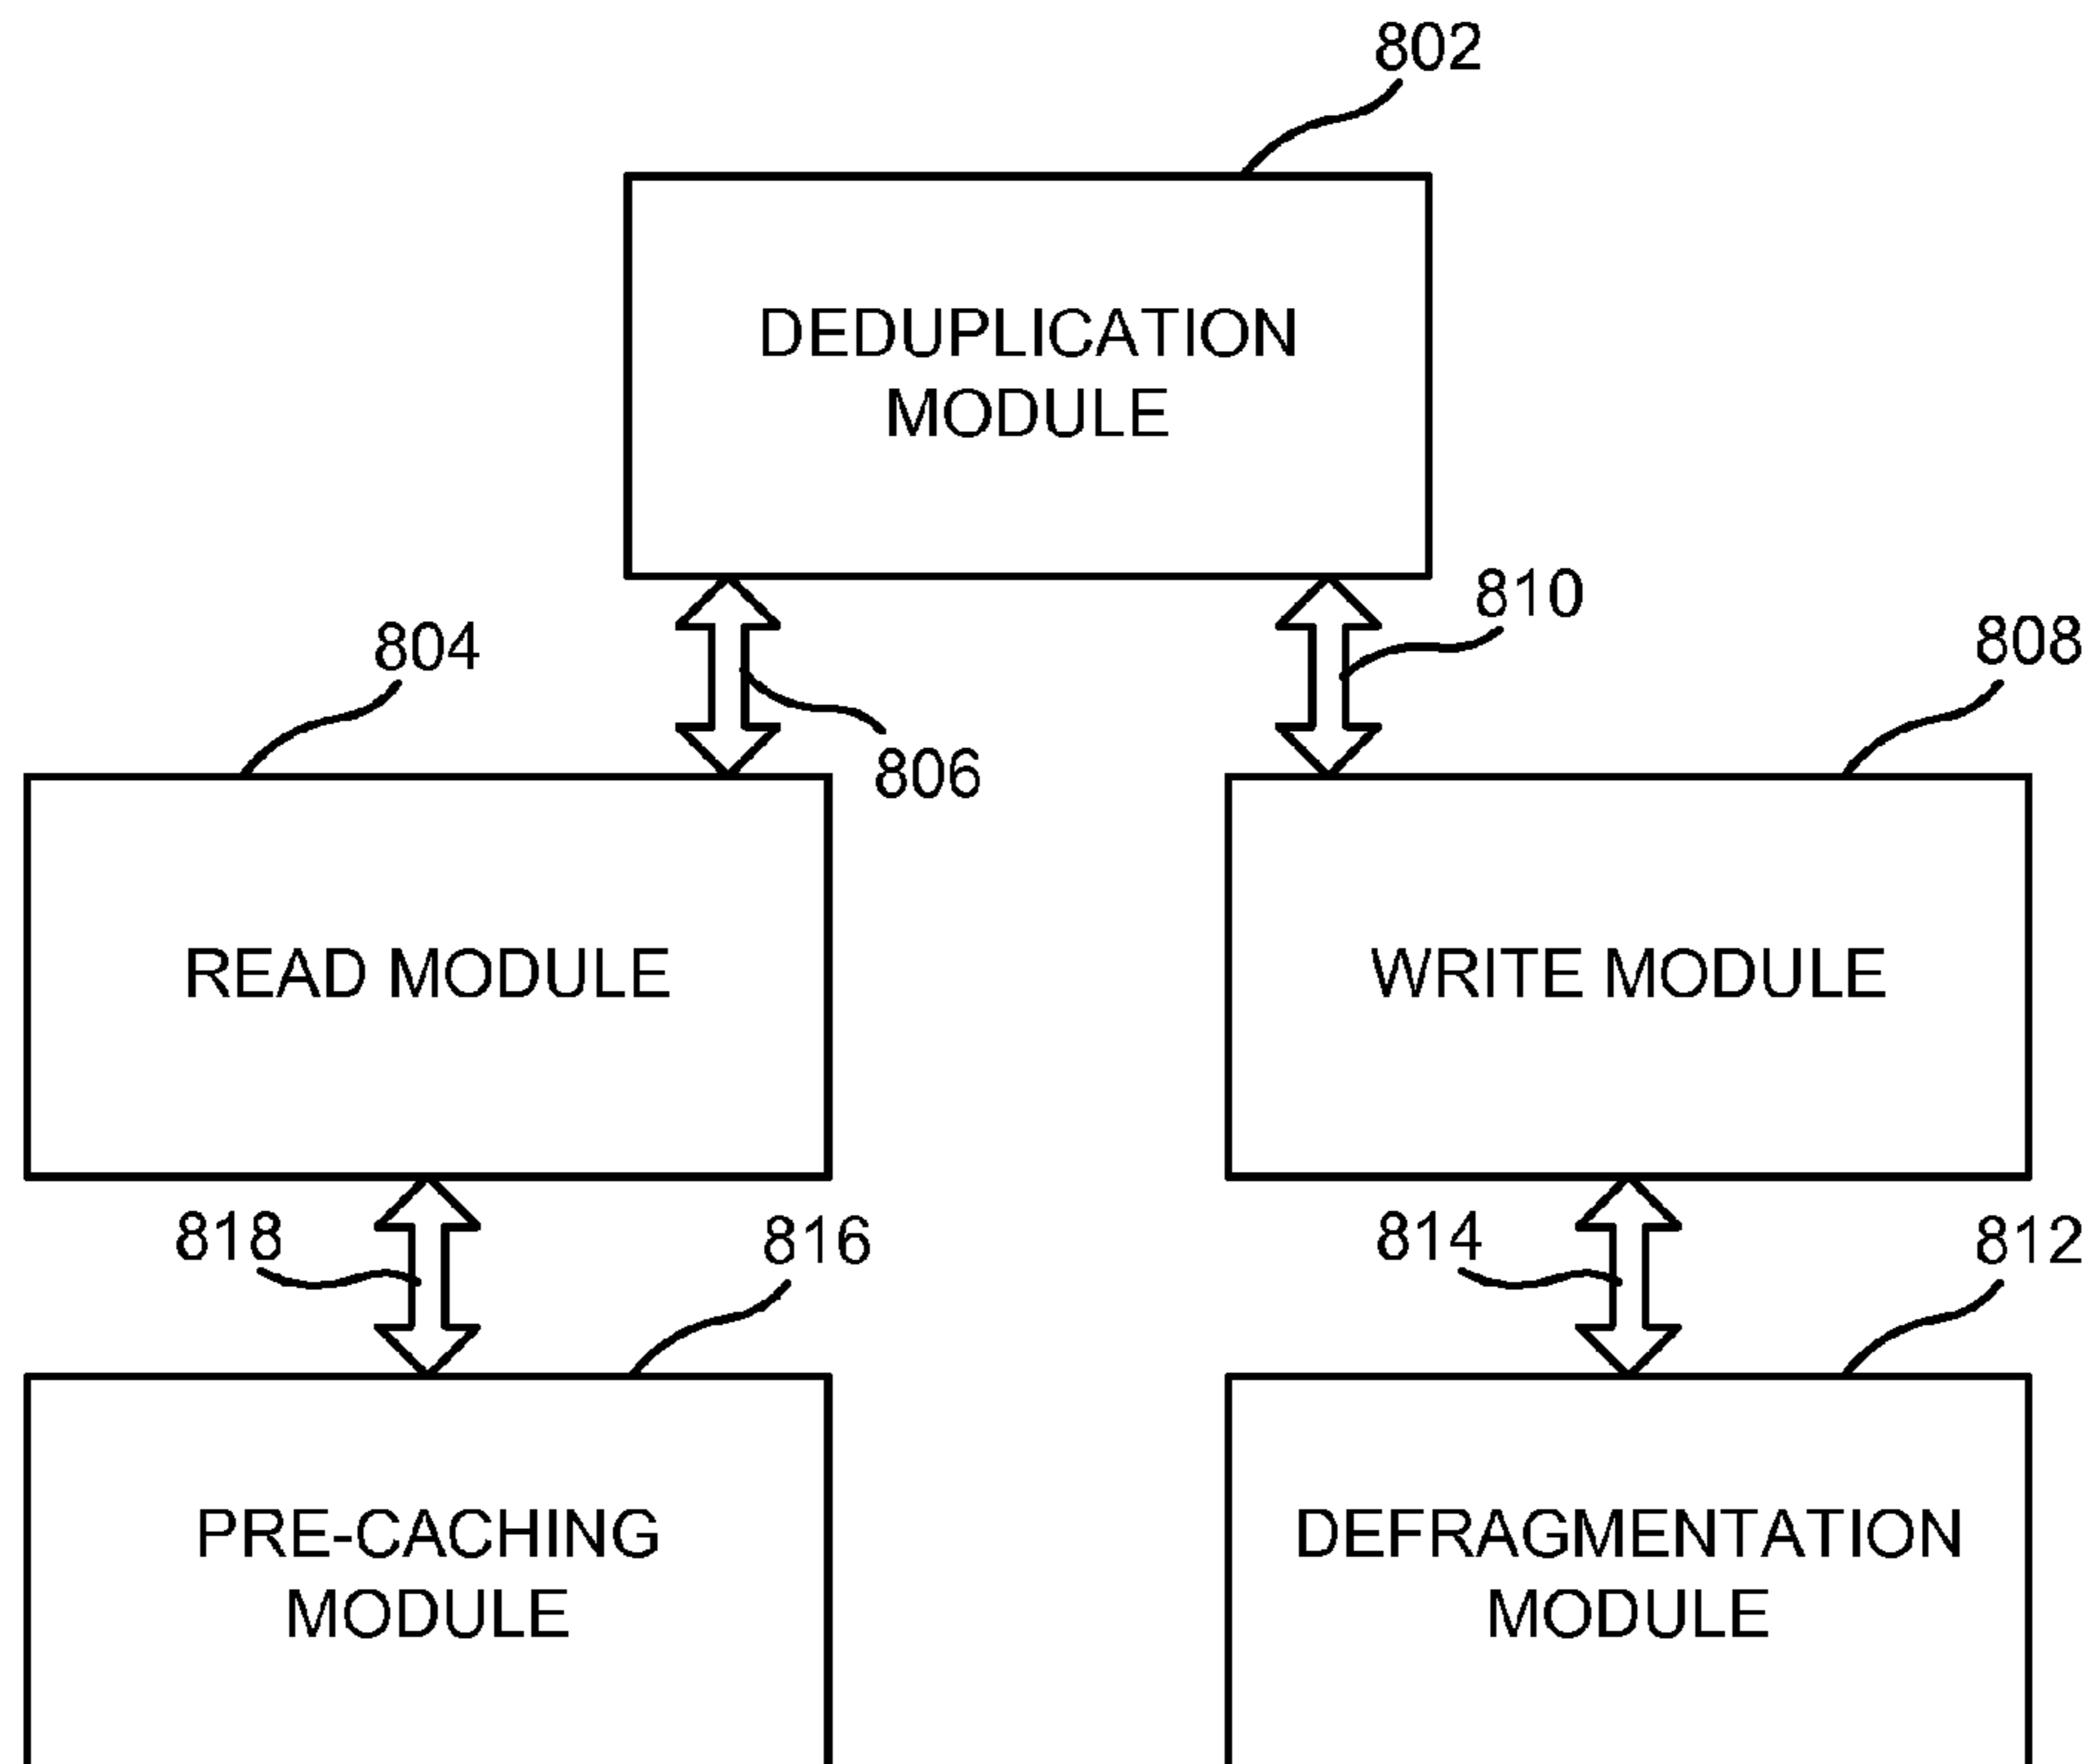 802
DEDUPLICATION
MODULE
810
804
808
806
READ MODULE
WRITE MODULE
818
816
814
812
PRE-CACHING
MODULE
DEFRAGMENTATION
MODULE